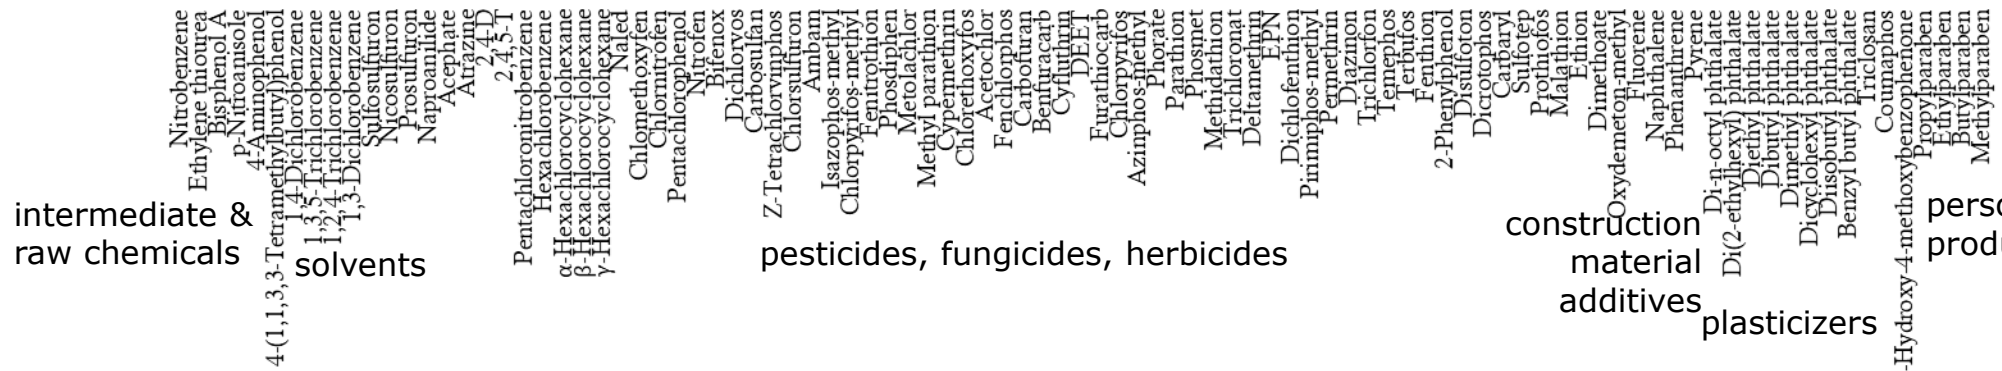 Nitrobenzene
Ethylene thiourea
Bisphenol A
p-Nitroanisole
4-Aminophenol
4-(1,1,3,3-Tetramethylbutyl)phenol
1,4-Dichlorobenzene
1,3,5-Trichlorobenzene
1,2,4-Trichlorobenzene
1,3-Dichlorobenzene
Sulfosulfuron
Nicosulfuron
Prosulfuron
Naproanilide
Acephate
Atrazine
2,4-D
2,4,5-T
Pentachloronitrobenzene
Hexachlorobenzene
α-Hexachlorocyclohexane
β-Hexachlorocyclohexane
γ-Hexachlorocyclohexane
Naled
Chlomethoxyfen
Chlornitrofen
Pentachlorophenol
Nitrofen
Bifenox
Dichlorvos
Carbosulfan
Z-Tetrachlorvinphos
Chlorsulfuron
Ambam
Isazophos-methyl
Chlorpyrifos-methyl
Fenitrothion
Phosdiphen
Metolachlor
Methyl parathion
Cypermethrin
Chlorethoxyfos
Acetochlor
Fenchlorphos
Carbofuran
Benfuracarb
Cyfluthrin
DEET
Furathiocarb
Chlorpyrifos
Azinphos-methyl
Phorate
Parathion
Phosmet
Methidathion
Trichloronat
Deltamethrin
EPN
Dichlofenthion
Pirimiphos-methyl
Permethrin
Diazinon
Trichlorfon
Temephos
Terbufos
Fenthion
2-Phenylphenol
Disulfoton
Dicrotophos
Carbaryl
Sulfotep
Prothiofos
Malathion
Ethion
Dimethoate
Oxydemeton-methyl
Fluorene
Naphthalene
Phenanthrene
Pyrene
Di-n-octyl phthalate
Di(2-ethylhexyl) phthalate
Diethyl phthalate
Dibutyl phthalate
Dimethyl phthalate
Dicyclohexyl phthalate
Diisobutyl phthalate
Benzyl butyl phthalate
Triclosan
Coumaphos
-Hydroxy-4-methoxybenzophenone
Propylparaben
Ethylparaben
Butylparaben
Methylparaben
intermediate &
raw chemicals
solvents
pesticides, fungicides, herbicides
construction
material
additives
plasticizers
perso
produ